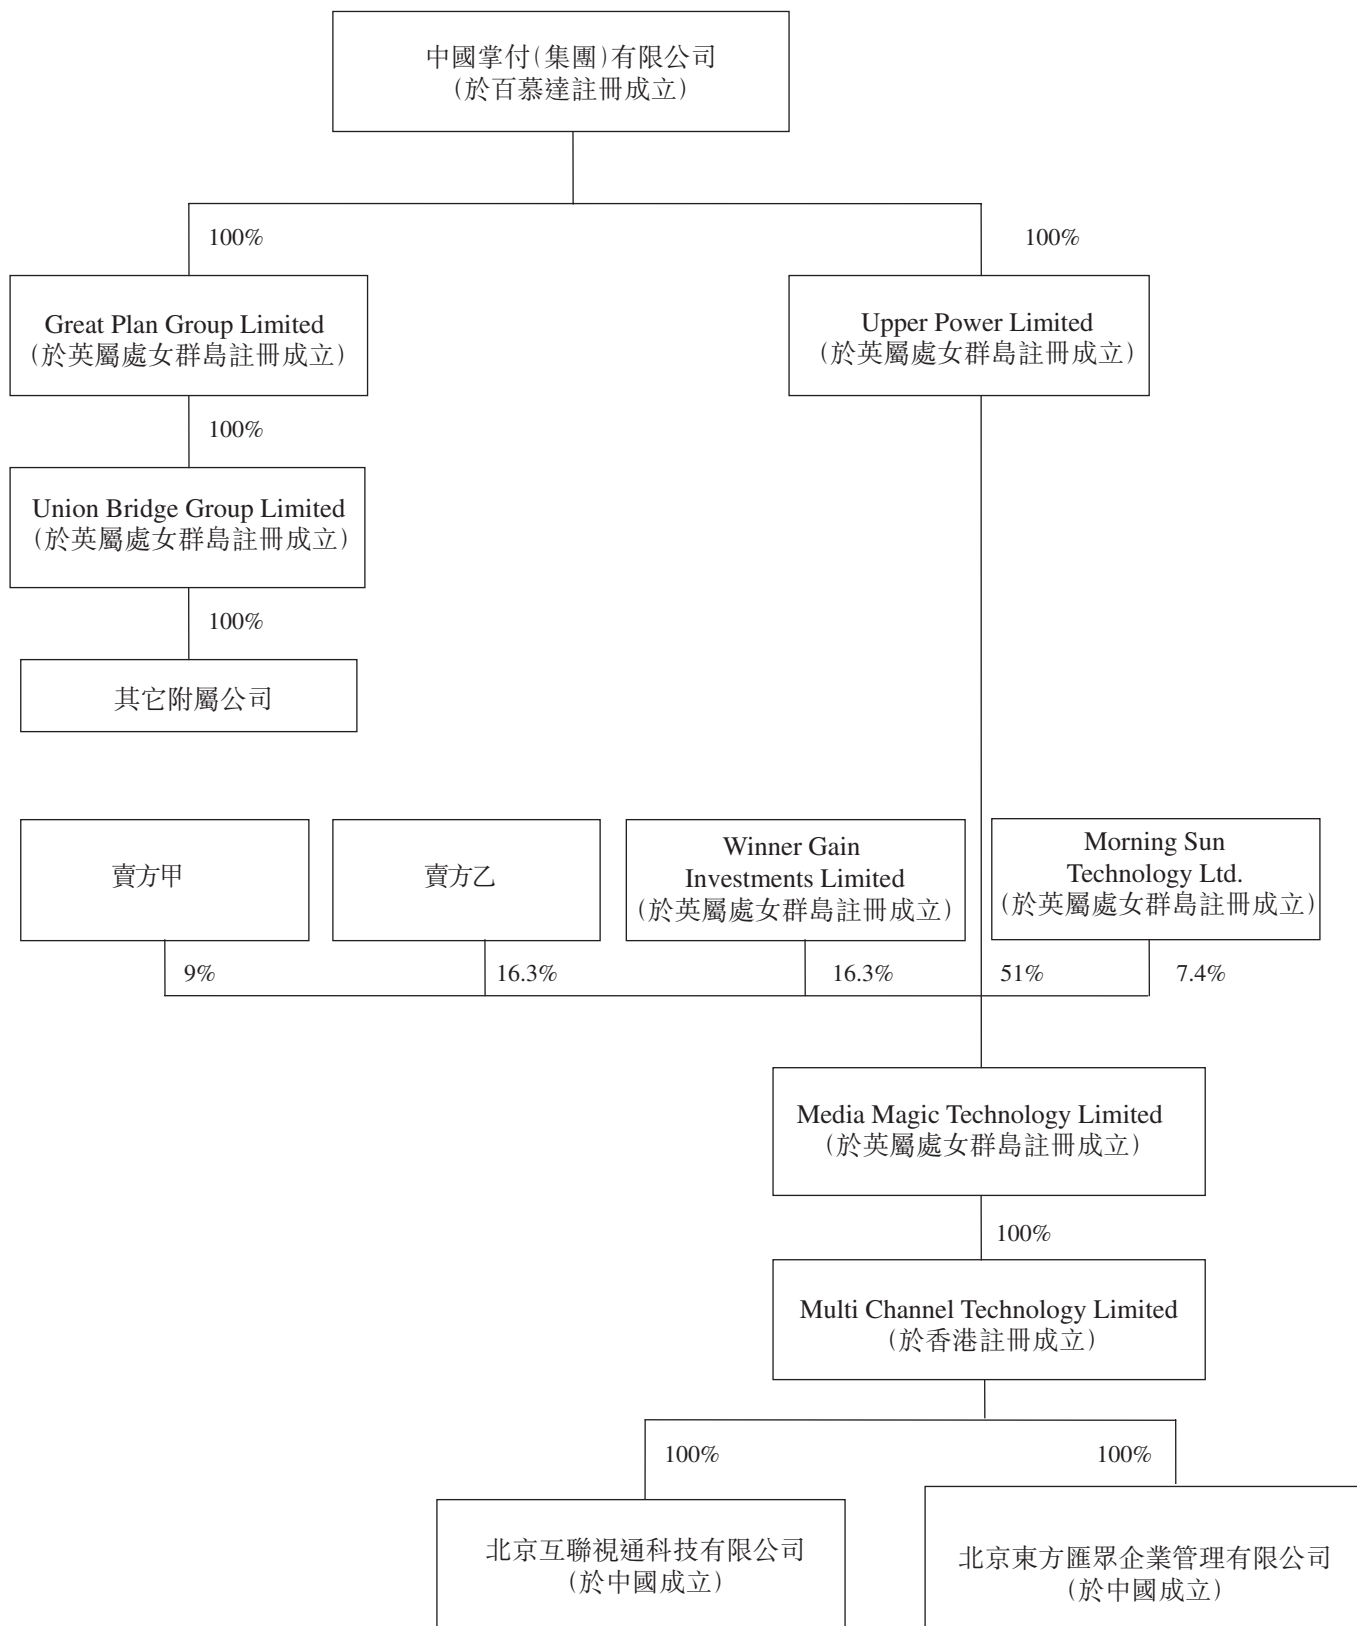 中國掌付(集團)有限公司
(於百慕達註冊成立)
100%
100%
Great Plan Group Limited
(於英屬處女群島註冊成立)
Upper Power Limited
(於英屬處女群島註冊成立)
100%
Union Bridge Group Limited
(於英屬處女群島註冊成立)
100%
其它附屬公司
賣方甲
賣方乙
Winner Gain
Investments Limited
(於英屬處女群島註冊成立)
Morning Sun
Technology Ltd.
(於英屬處女群島註冊成立)
9%
16.3%
16.3%
51%
7.4%
Media Magic Technology Limited
(於英屬處女群島註冊成立)
100%
Multi Channel Technology Limited
(於香港註冊成立)
100%
100%
北京互聯視通科技有限公司
(於中國成立)
北京東方匯眾企業管理有限公司
(於中國成立)